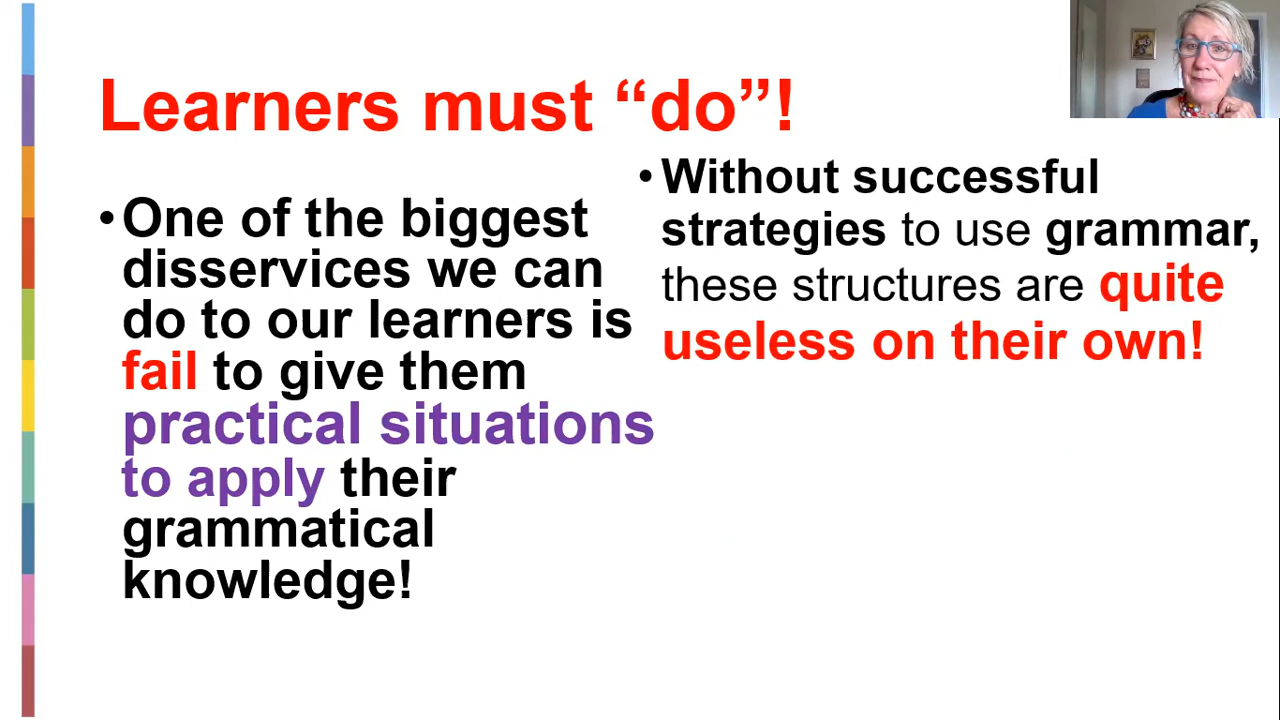 Learners must “do”!
• One of the biggest
disservices we can
do to our learners is
fail to give them
practical situations
to apply their
grammatical
knowledge!
• Without successful
strategies to use grammar,
these structures are quite
useless on their own!